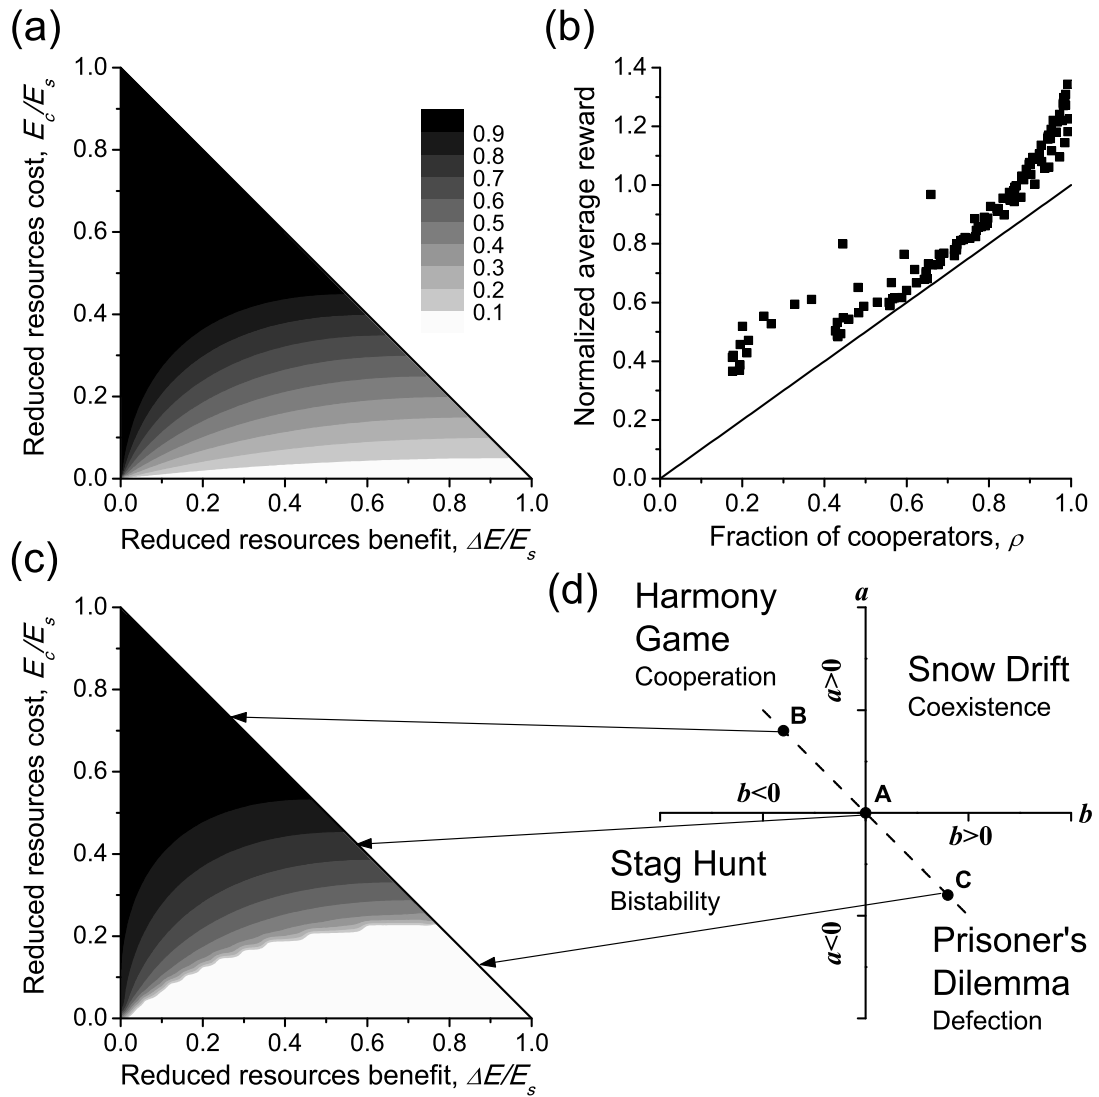 (a)
Reduced resources cost, E_c/E_s
1.0
0.8
0.6
0.4
0.2
0.0
0.9
0.8
0.7
0.6
0.5
0.4
0.3
0.2
0.1
0.0 0.2 0.4 0.6 0.8 1.0
Reduced resources benefit, ΔE/E_s
(b)
Normalized average reward
1.4
1.2
1.0
0.8
0.6
0.4
0.2
0.0
0.0 0.2 0.4 0.6 0.8 1.0
Fraction of cooperators, ρ
(c)
Reduced resources cost, E_c/E_s
1.0
0.8
0.6
0.4
0.2
0.0
0.0 0.2 0.4 0.6 0.8 1.0
Reduced resources benefit, ΔE/E_s
(d)
Harmony
Game
Cooperation
a
a>0
Snow Drift
Coexistence
B
b<0
A
b
b>0
Stag Hunt
Bistability
C
a<0
Prisoner's
Dilemma
Defection